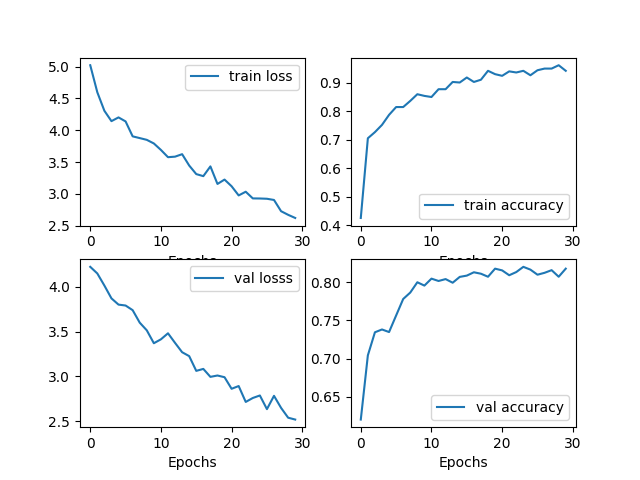 5.0
4.5
4.0
3.5
3.0
2.5
0 10 20 30
Epochs
train loss
0.9
0.8
0.7
0.6
0.5
0.4
0 10 20 30
Epochs
train accuracy
4.0
3.5
3.0
2.5
0 10 20 30
Epochs
val losss
0.80
0.75
0.70
0.65
0 10 20 30
Epochs
val accuracy